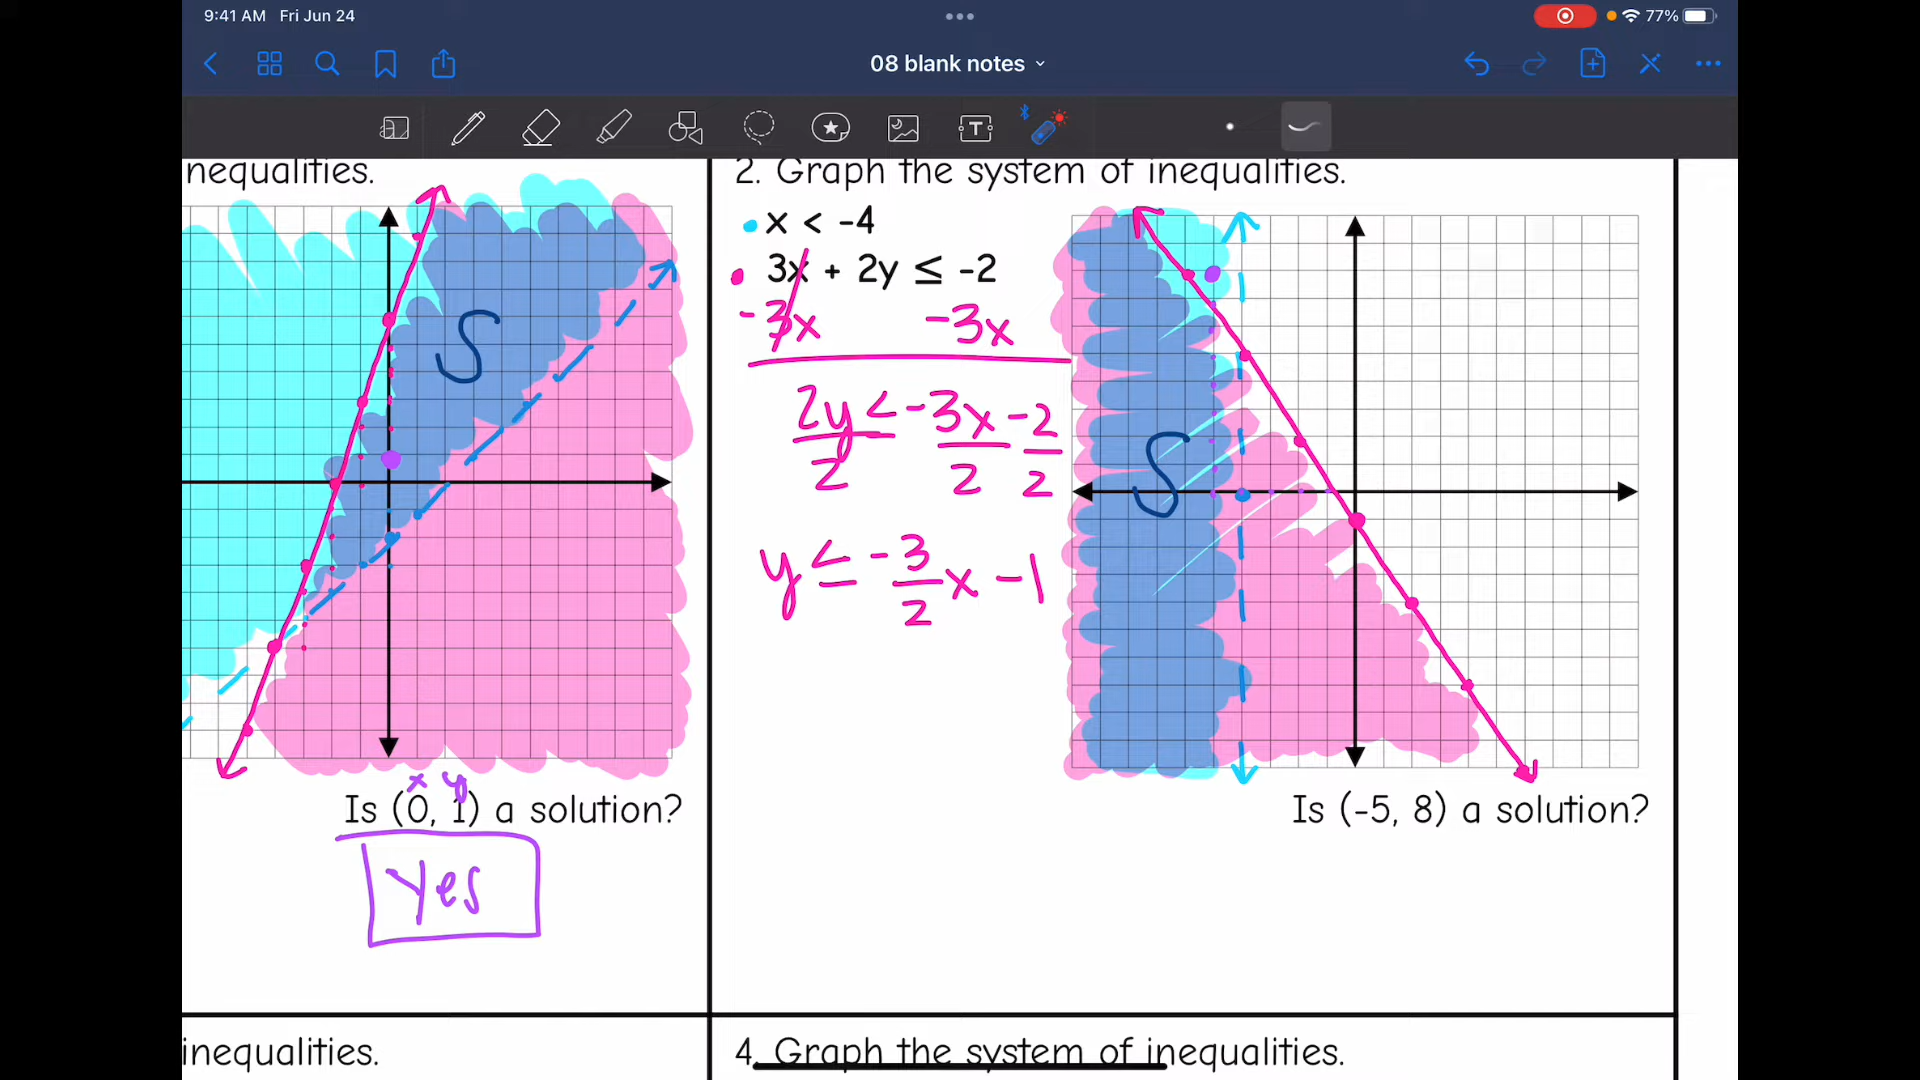 9:41 AM Fri Jun 24
77%
08 blank notes
T
nequalities.
S
Is (0, 1) a solution?
x y
Yes
inequalities.
2. Graph the system of inequalities.
x < -4
3x + 2y ≤ -2
-3x -3x
2y ≤ -3x -2
2 2 2
y ≤ -3/2 x -1
S
Is (-5, 8) a solution?
4. Graph the system of inequalities.